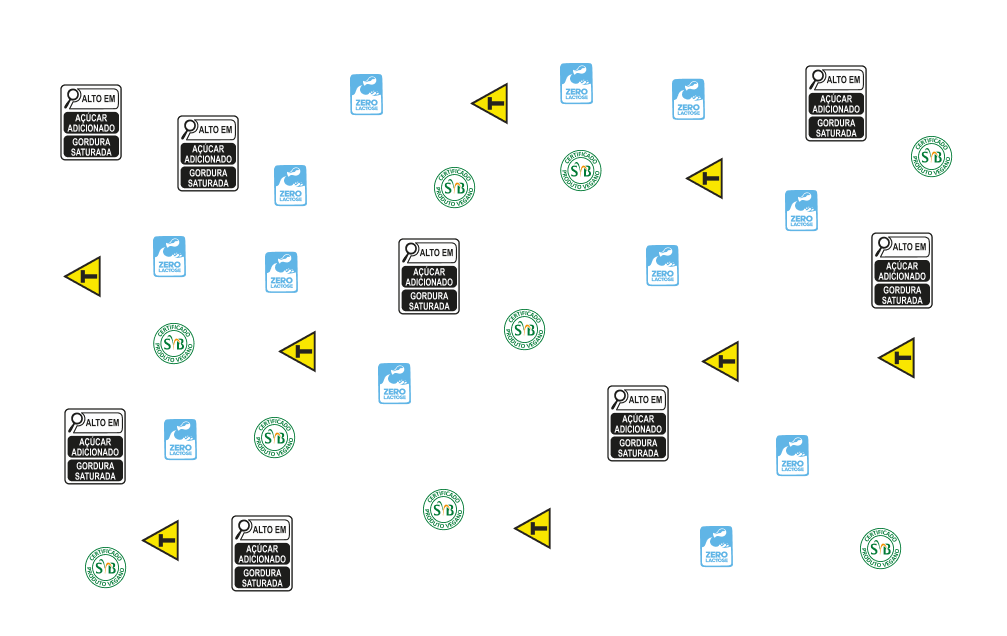 ZERO
LACTOSE
T
ZERO
LACTOSE
ZERO
LACTOSE
ALTO EM
AÇÚCAR
ADICIONADO
GORDURA
SATURADA
ALTO EM
AÇÚCAR
ADICIONADO
GORDURA
SATURADA
ALTO EM
AÇÚCAR
ADICIONADO
GORDURA
SATURADA
CERTIFICADO
SVB
PRODUTO VEGANO
ZERO
LACTOSE
CERTIFICADO
SVB
PRODUTO VEGANO
CERTIFICADO
SVB
PRODUTO VEGANO
T
ZERO
LACTOSE
ZERO
LACTOSE
T
ZERO
LACTOSE
ALTO EM
AÇÚCAR
ADICIONADO
GORDURA
SATURADA
ZERO
LACTOSE
ALTO EM
AÇÚCAR
ADICIONADO
GORDURA
SATURADA
CERTIFICADO
SVB
PRODUTO VEGANO
T
CERTIFICADO
SVB
PRODUTO VEGANO
T
T
ZERO
LACTOSE
ALTO EM
AÇÚCAR
ADICIONADO
GORDURA
SATURADA
ALTO EM
AÇÚCAR
ADICIONADO
GORDURA
SATURADA
ZERO
LACTOSE
CERTIFICADO
SVB
PRODUTO VEGANO
ZERO
LACTOSE
CERTIFICADO
SVB
PRODUTO VEGANO
T
CERTIFICADO
SVB
PRODUTO VEGANO
ALTO EM
AÇÚCAR
ADICIONADO
GORDURA
SATURADA
T
ZERO
LACTOSE
CERTIFICADO
SVB
PRODUTO VEGANO